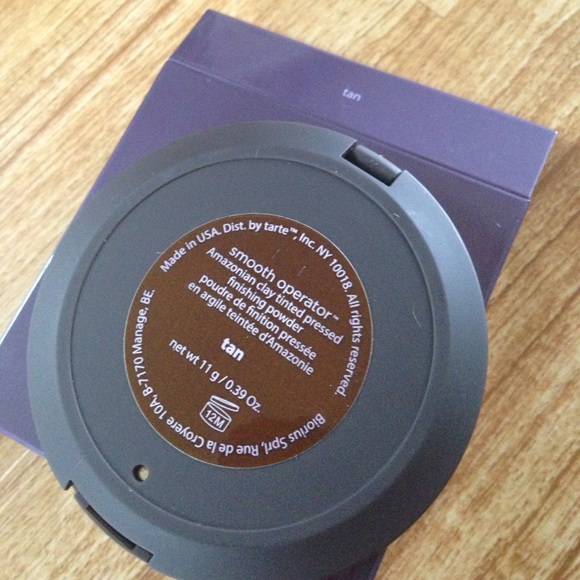 tan
Made in USA. Dist. by tarte™, Inc. NY 10018. All rights reserved.
smooth operator™
Amazonian clay tinted pressed
finishing powder
poudre de finition pressée
en argile teintée d'Amazonie
tan
net wt 11 g / 0.39 Oz.
12M
Biorius Sprl, Rue de la Croyere 10A, B-7170 Manage, BE.